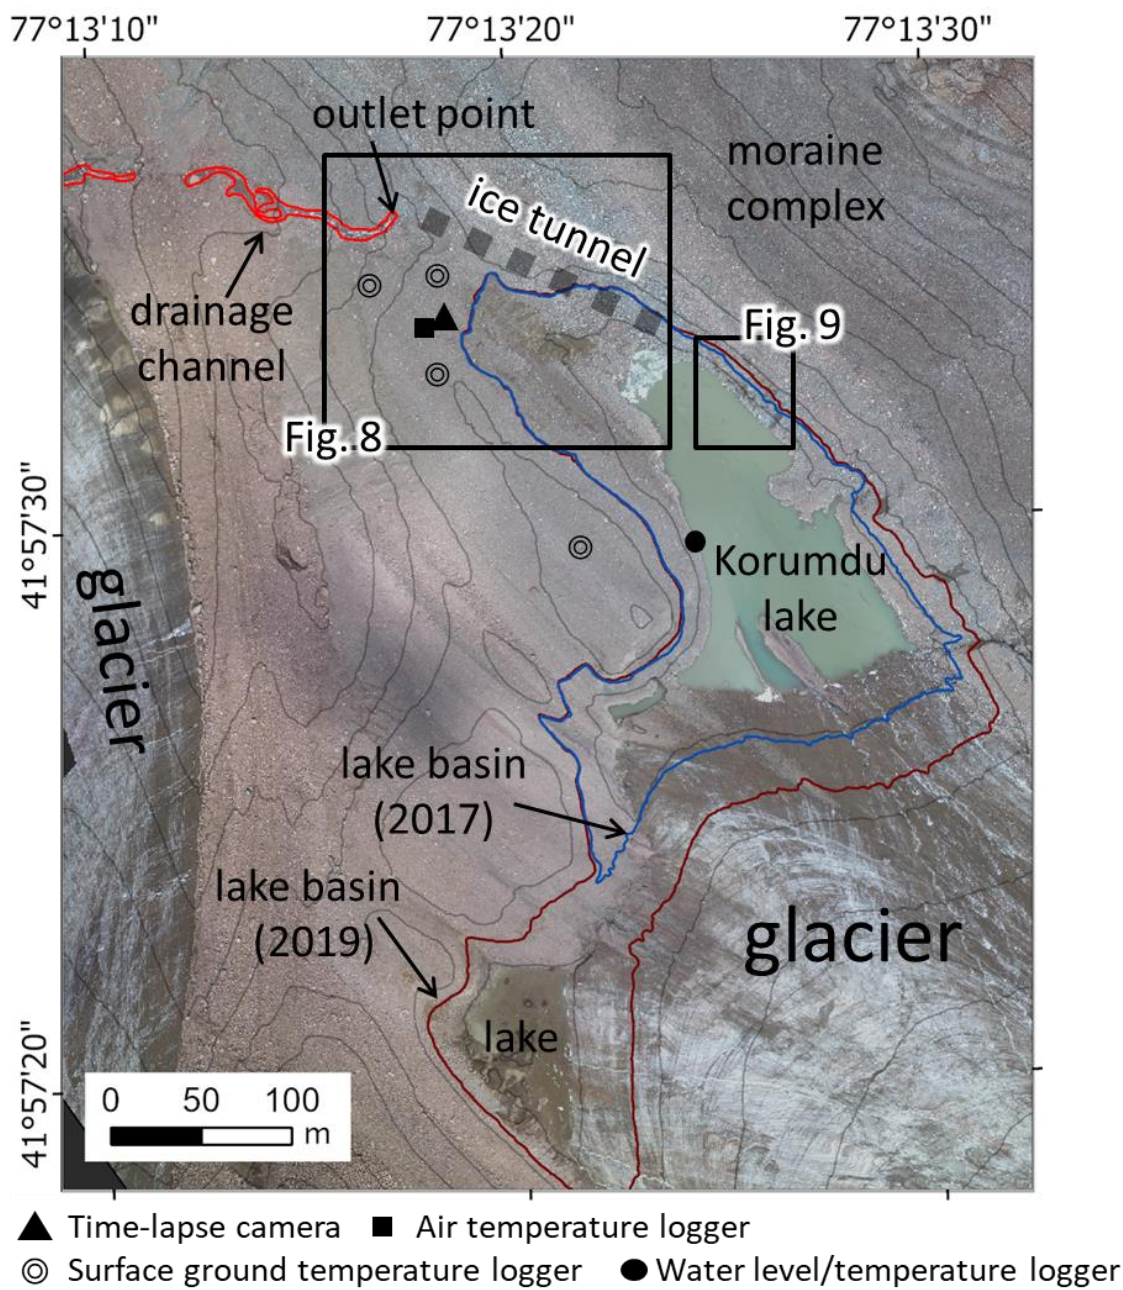 77°13'10" 77°13'20" 77°13'30"
outlet point
moraine
complex
ice tunnel
drainage
channel
Fig. 9
Fig. 8
41°57'30"
Korumdu
lake
glacier
lake basin
(2017)
lake basin
(2019)
glacier
lake
41°57'20"
0 50 100
m
Time-lapse camera Air temperature logger
Surface ground temperature logger Water level/temperature logger